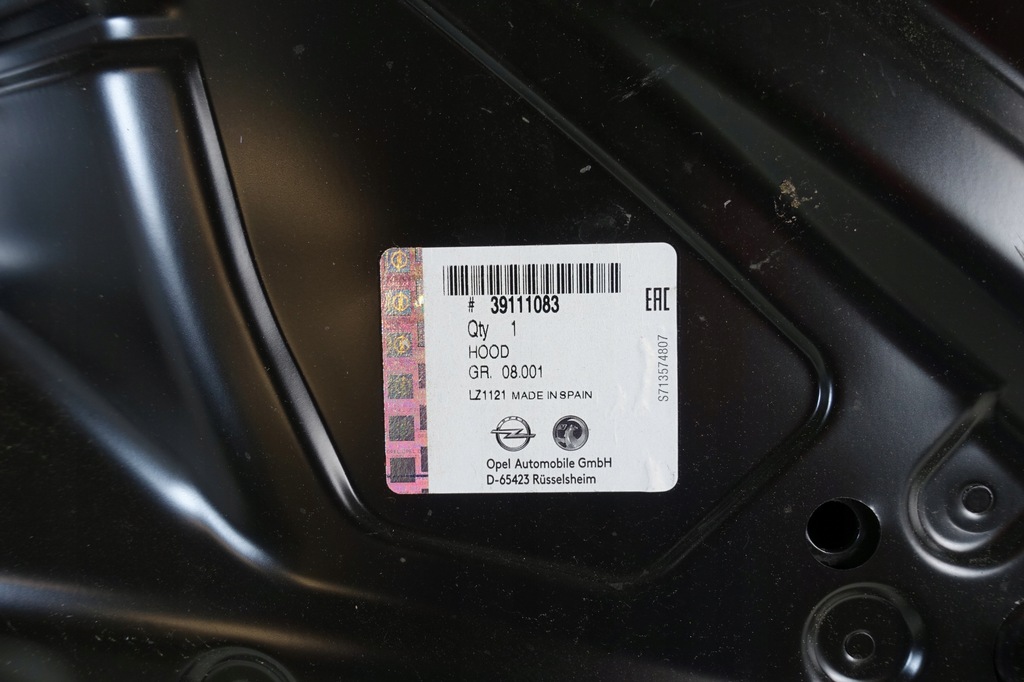 # 39111083
EAC
Qty 1
HOOD
GR. 08.001
LZ1121 MADE IN SPAIN
S713574807
Opel Automobile GmbH
D-65423 Rüsselsheim